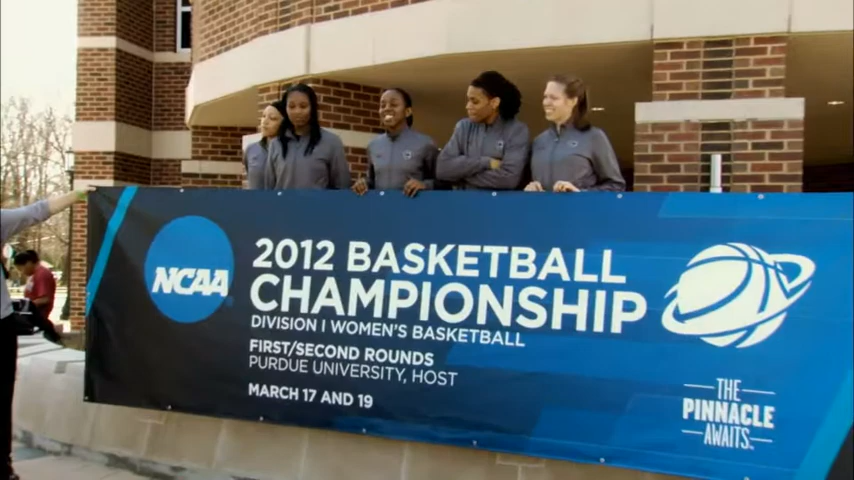 NCAA
2012 BASKETBALL
CHAMPIONSHIP
DIVISION I WOMEN'S BASKETBALL
FIRST/SECOND ROUNDS
PURDUE UNIVERSITY, HOST
MARCH 17 AND 19
THE
PINNACLE
AWAITS